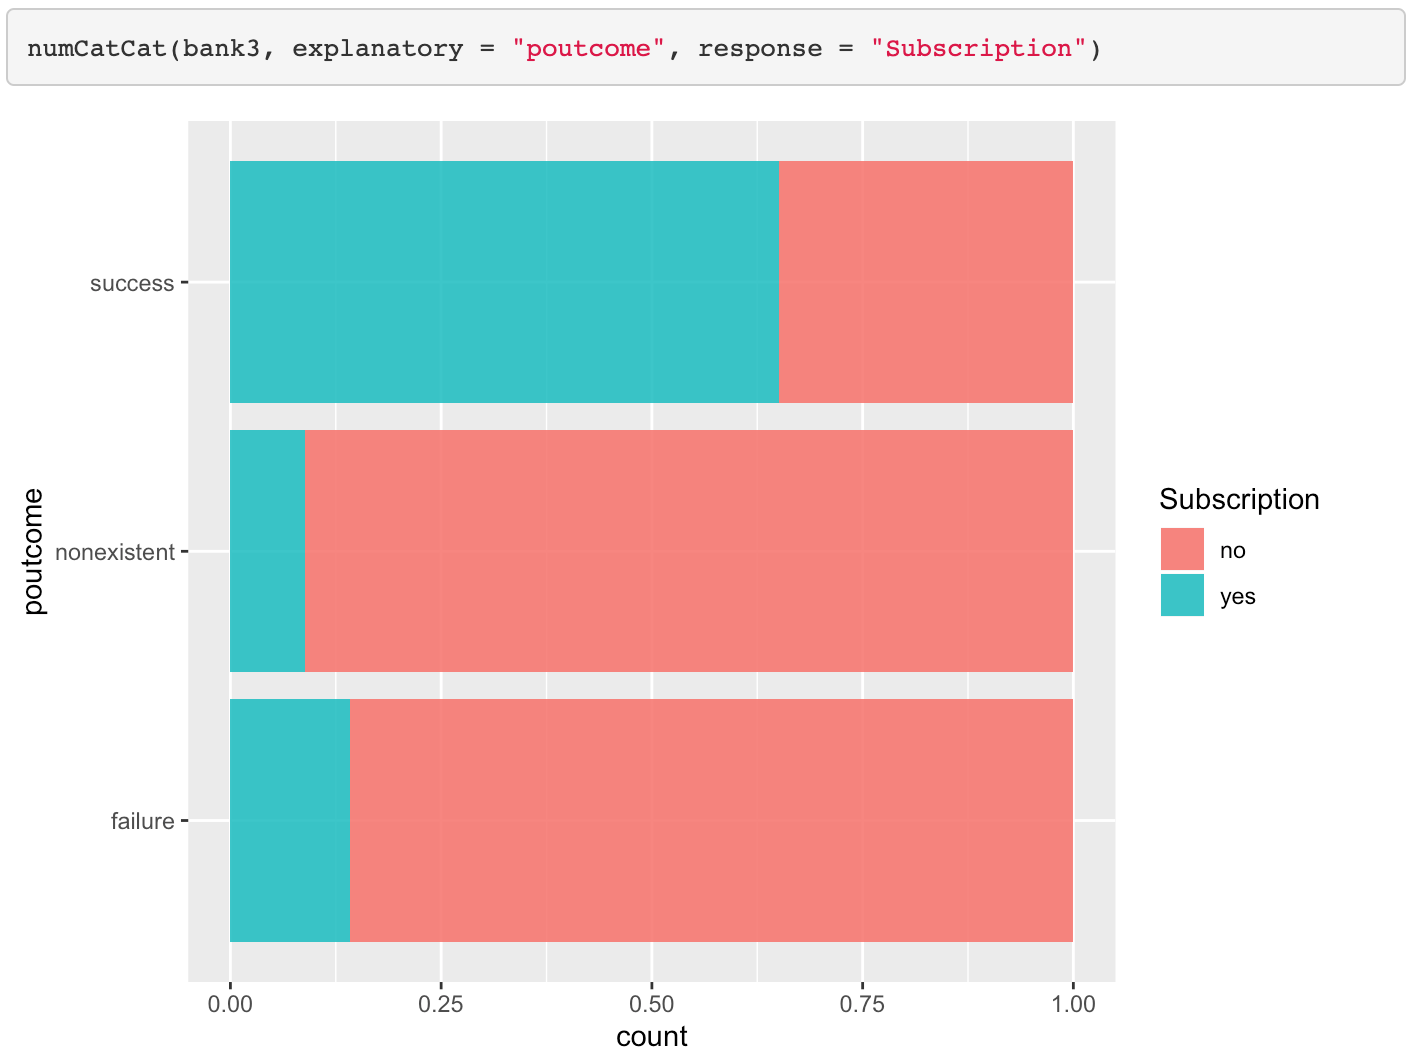 numCatCat(bank3, explanatory = "poutcome", response = "Subscription")
success
nonexistent
failure
poutcome
0.00 0.25 0.50 0.75 1.00
count
Subscription
no
yes